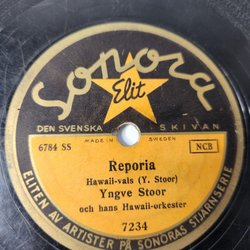 Sonora
Elit
DEN SVENSKA SKIVAN
MADE IN SWEDEN
6784 SS NCB
Reporia
Hawaii-vals (Y. Stoor)
Yngve Stoor
och hans Hawaii-orkester
7234
ELITEN AV ARTISTER PÅ SONORAS STJÄRNSERIE